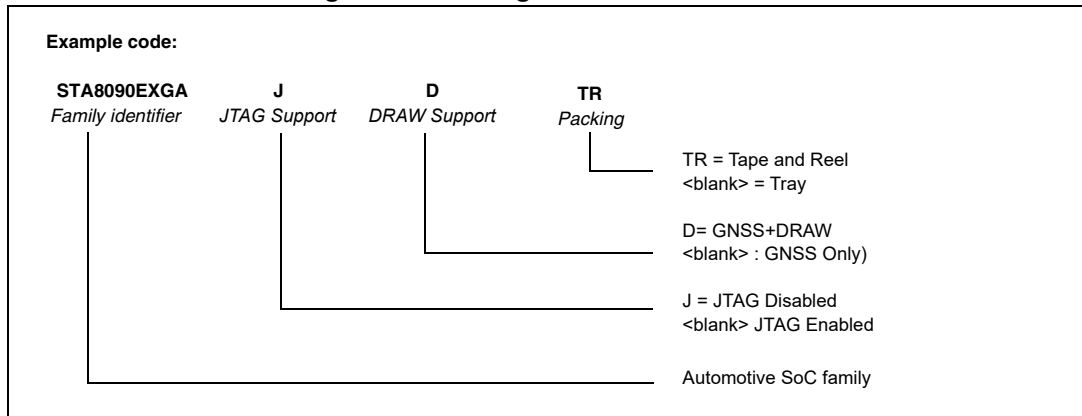 Example code:
STA8090EXGA J D TR
Family identifier JTAG Support DRAW Support Packing
TR = Tape and Reel
<blank> = Tray
D= GNSS+DRAW
<blank> : GNSS Only)
J = JTAG Disabled
<blank> JTAG Enabled
Automotive SoC family